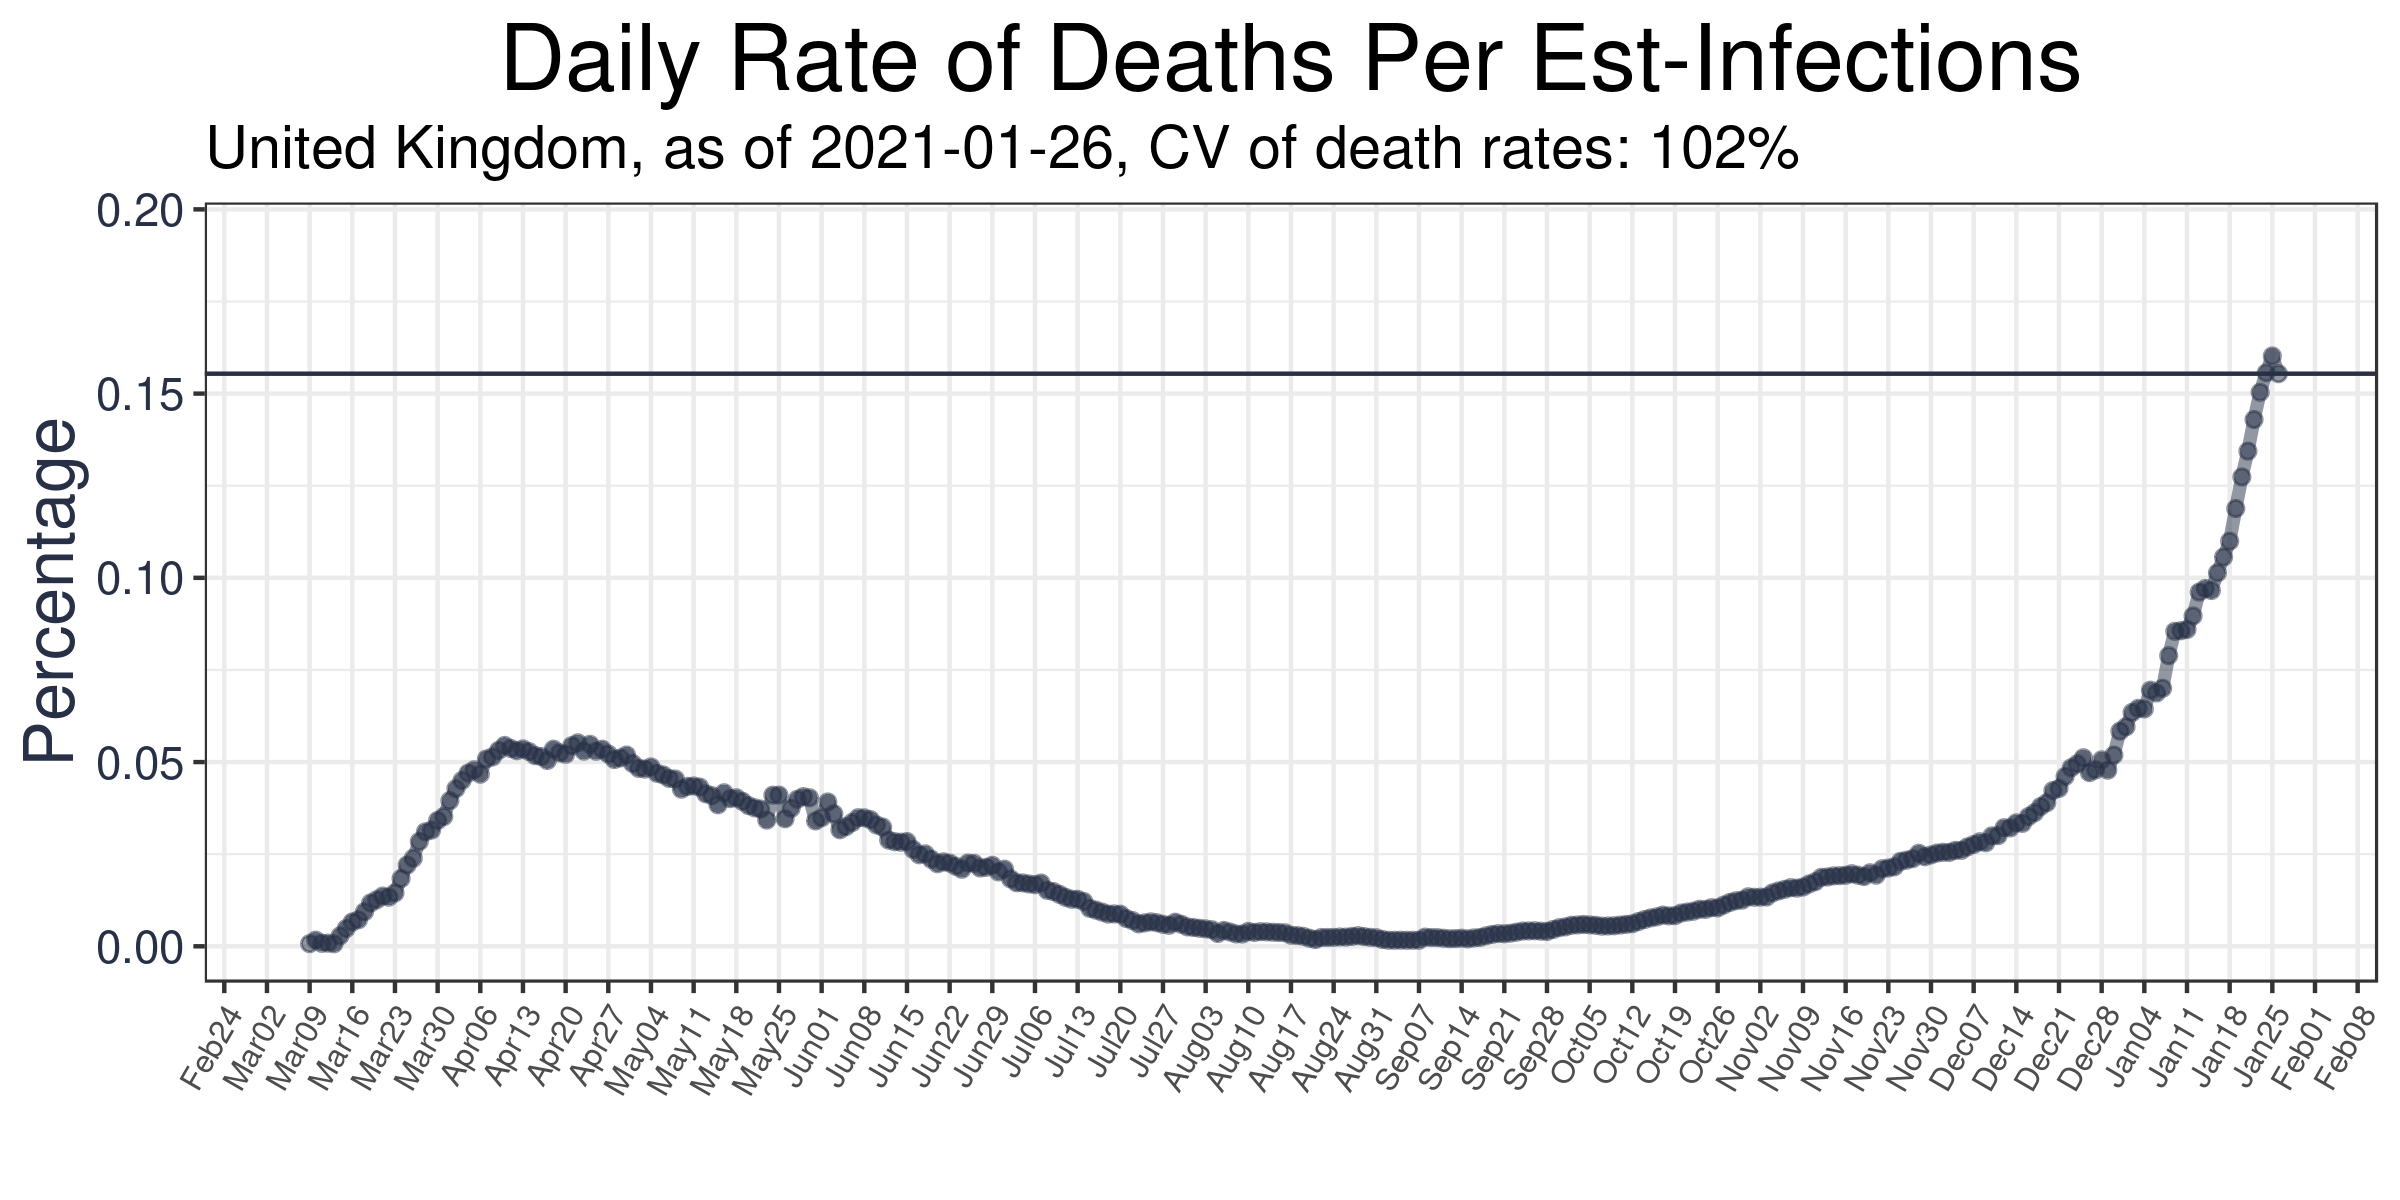 Daily Rate of Deaths Per Est-Infections
United Kingdom, as of 2021-01-26, CV of death rates: 102%
Percentage
0.20
0.15
0.10
0.05
0.00
Feb24
Mar02
Mar09
Mar16
Mar23
Mar30
Apr06
Apr13
Apr20
Apr27
May04
May11
May18
May25
Jun01
Jun08
Jun15
Jun22
Jun29
Jul06
Jul13
Jul20
Jul27
Aug03
Aug10
Aug17
Aug24
Aug31
Sep07
Sep14
Sep21
Sep28
Oct05
Oct12
Oct19
Oct26
Nov02
Nov09
Nov16
Nov23
Nov30
Dec07
Dec14
Dec21
Dec28
Jan04
Jan11
Jan18
Jan25
Feb01
Feb08